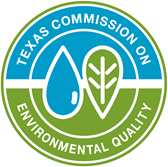 TEXAS COMMISSION ON
ENVIRONMENTAL QUALITY